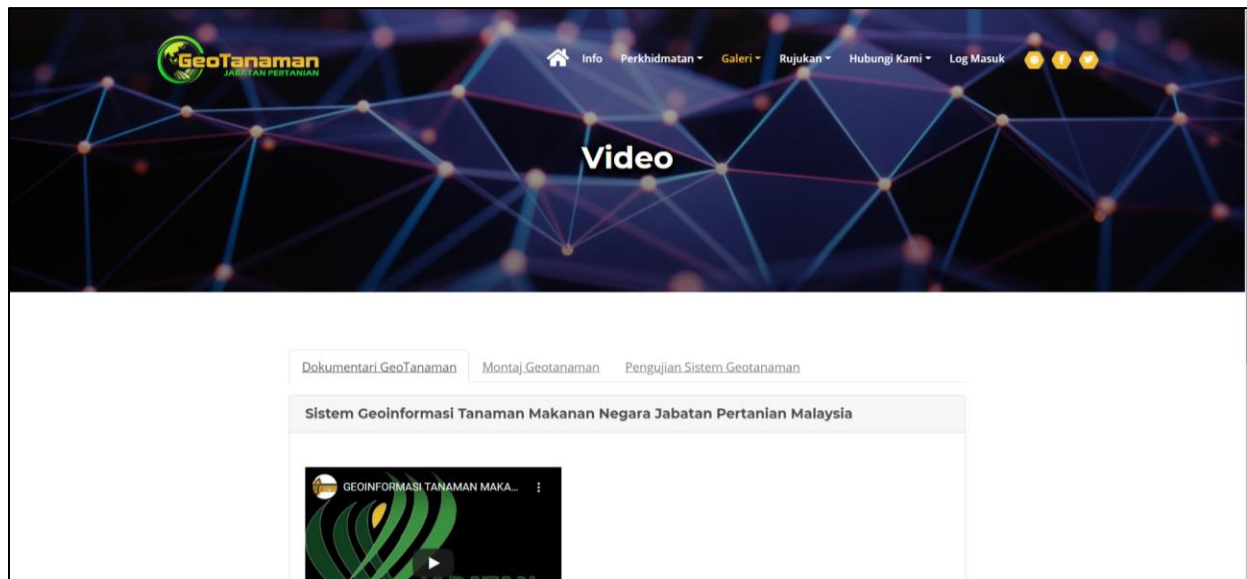 GeoTanaman
JABATAN PERTANIAN
Info Perkhidmatan Galeri Rujukan Hubungi Kami Log Masuk
Video
Dokumentari GeoTanaman Montaj Geotanaman Pengujian Sistem Geotanaman
Sistem Geoinformasi Tanaman Makanan Negara Jabatan Pertanian Malaysia
GEOINFORMASI TANAMAN MAKA...
JABATAN